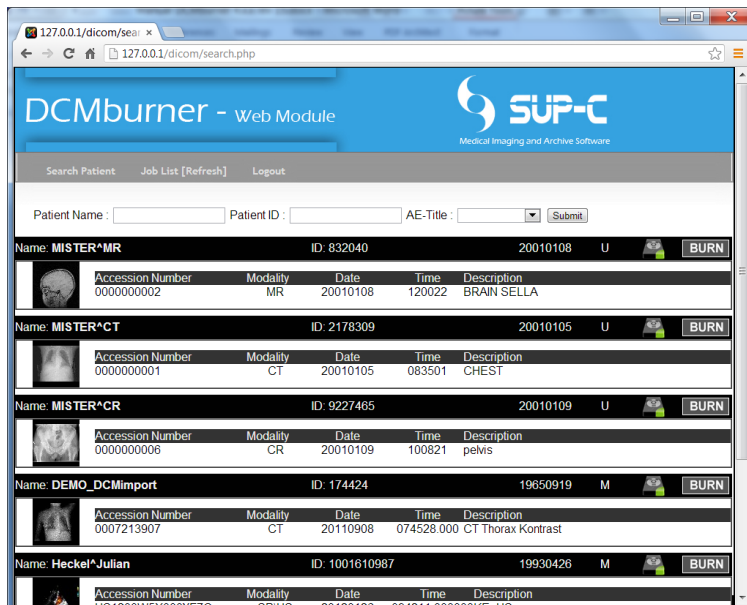 127.0.0.1/dicom/sear
127.0.0.1/dicom/search.php
DCMburner - Web Module
SUP-C
Medical Imaging and Archive Software
Search Patient Job List [Refresh] Logout
Patient Name : Patient ID : AE-Title : Submit
Name: MISTER^MR ID: 832040 20010108 U BURN
Accession Number Modality Date Time Description
0000000002 MR 20010108 120022 BRAIN SELLA
Name: MISTER^CT ID: 2178309 20010105 U BURN
Accession Number Modality Date Time Description
0000000001 CT 20010105 083501 CHEST
Name: MISTER^CR ID: 9227465 20010109 U BURN
Accession Number Modality Date Time Description
0000000006 CR 20010109 100821 pelvis
Name: DEMO_DCMimport ID: 174424 19650919 M BURN
Accession Number Modality Date Time Description
0007213907 CT 20110908 074528.000 CT Thorax Kontrast
Name: Heckel^Julian ID: 1001610987 19930426 M BURN
Accession Number Modality Date Time Description